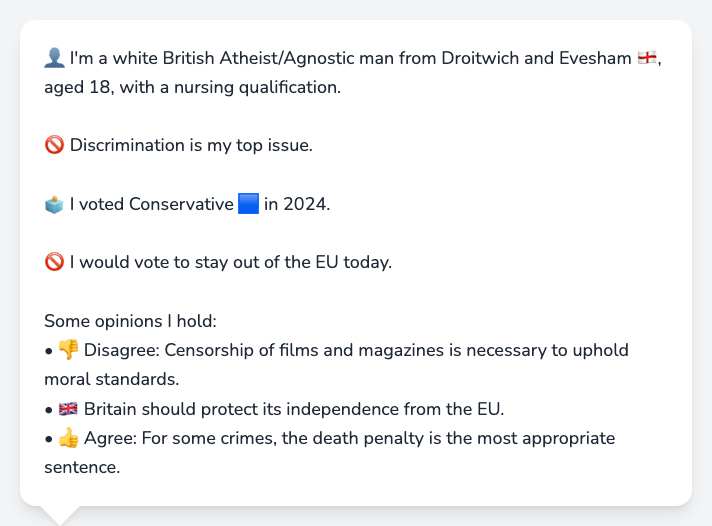 👤 I'm a white British Atheist/Agnostic man from Droitwich and Evesham 🏴󠁧󠁢󠁥󠁮󠁧󠁿,
aged 18, with a nursing qualification.
🚫 Discrimination is my top issue.
🗳️ I voted Conservative 🟦 in 2024.
🚫 I would vote to stay out of the EU today.
Some opinions I hold:
• 👎 Disagree: Censorship of films and magazines is necessary to uphold
moral standards.
• 🇬🇧 Britain should protect its independence from the EU.
• 👍 Agree: For some crimes, the death penalty is the most appropriate
sentence.